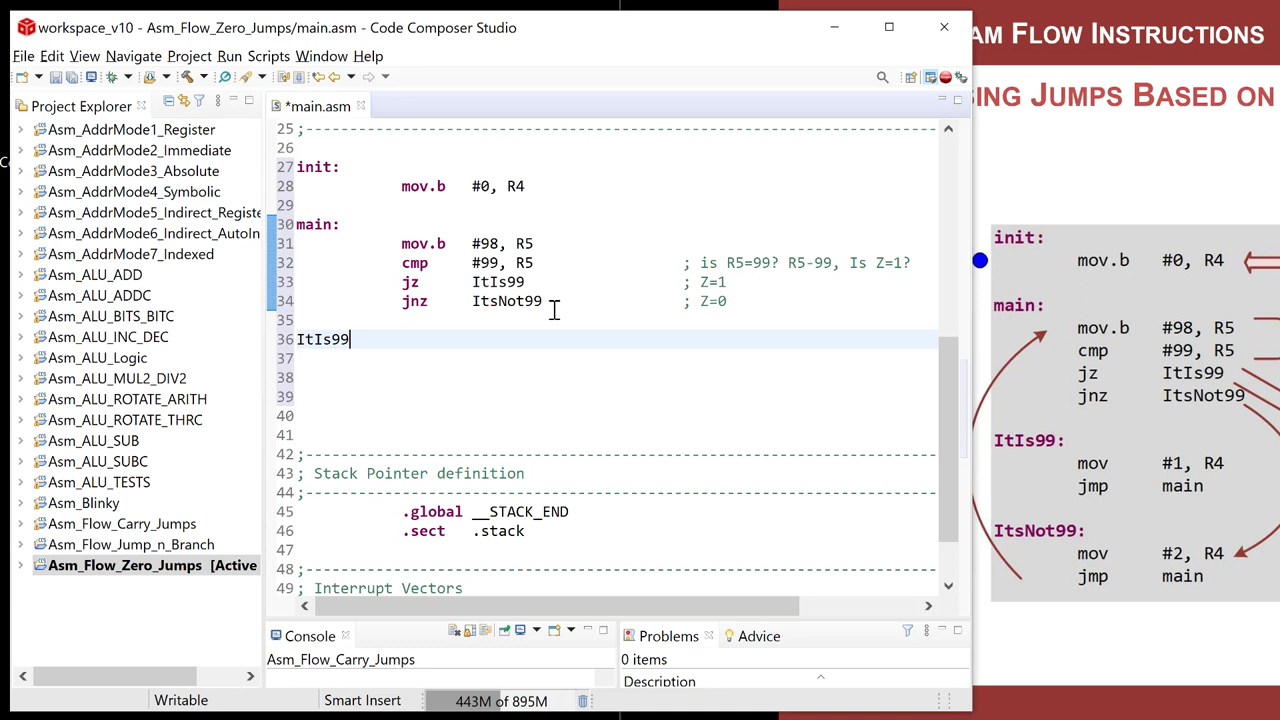 workspace_v10 - Asm_Flow_Zero_Jumps/main.asm - Code Composer Studio
File Edit View Navigate Project Run Scripts Window Help
Project Explorer
Asm_AddrMode1_Register
Asm_AddrMode2_Immediate
Asm_AddrMode3_Absolute
Asm_AddrMode4_Symbolic
Asm_AddrMode5_Indirect_Registe
Asm_AddrMode6_Indirect_AutoIn
Asm_AddrMode7_Indexed
Asm_ALU_ADD
Asm_ALU_ADDC
Asm_ALU_BITS_BITC
Asm_ALU_INC_DEC
Asm_ALU_Logic
Asm_ALU_MUL2_DIV2
Asm_ALU_ROTATE_ARITH
Asm_ALU_ROTATE_THRC
Asm_ALU_SUB
Asm_ALU_SUBC
Asm_ALU_TESTS
Asm_Blinky
Asm_Flow_Carry_Jumps
Asm_Flow_Jump_n_Branch
Asm_Flow_Zero_Jumps [Active
*main.asm
25 ;-------------------------------------------------------------------------------
26
27 init:
28 mov.b #0, R4
29
30 main:
31 mov.b #98, R5
32 cmp #99, R5 ; is R5=99? R5-99, Is Z=1?
33 jz ItIs99 ; Z=1
34 jnz ItsNot99 ; Z=0
35
36 ItIs99
37
38
39
40
41
42 ;-------------------------------------------------------------------------------
43 ; Stack Pointer definition
44 ;-------------------------------------------------------------------------------
45 .global __STACK_END
46 .sect .stack
47
48 ;-------------------------------------------------------------------------------
49 ; Interrupt Vectors
Console
Asm_Flow_Carry_Jumps
Problems Advice
0 items
Description
Writable Smart Insert 443M of 895M
AM FLOW INSTRUCTIONS
ING JUMPS BASED ON
init:
mov.b #0, R4
main:
mov.b #98, R5
cmp #99, R5
jz ItIs99
jnz ItsNot99
ItIs99:
mov #1, R4
jmp main
ItsNot99:
mov #2, R4
jmp main